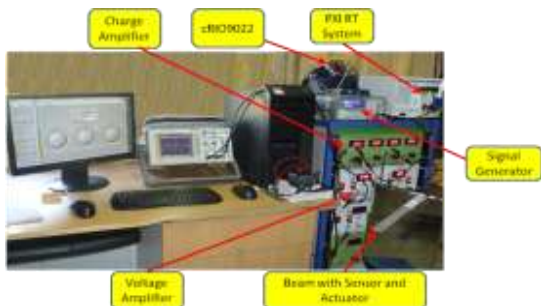 Charge
Amplifier
cRIO9022
PXI RT
System
Signal
Generator
Voltage
Amplifier
Beam with Sensor and
Actuator